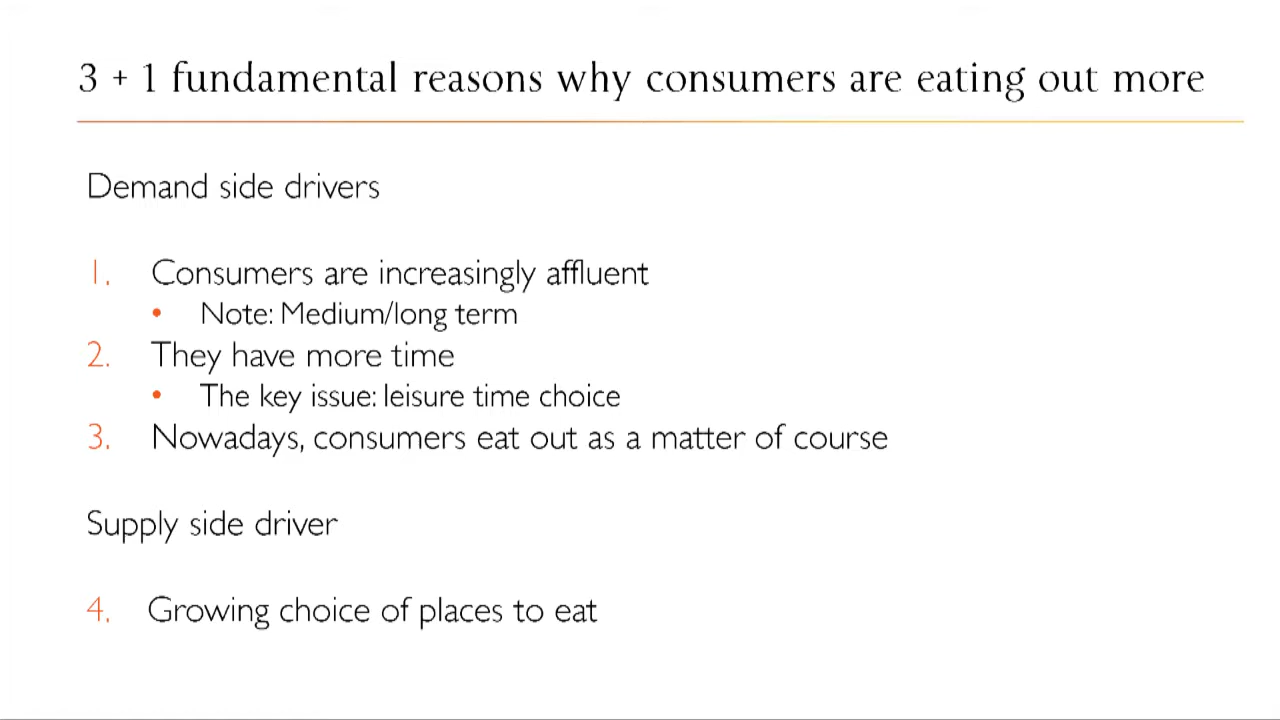 3 + 1 fundamental reasons why consumers are eating out more
Demand side drivers
1. Consumers are increasingly affluent
• Note: Medium/long term
2. They have more time
• The key issue: leisure time choice
3. Nowadays, consumers eat out as a matter of course
Supply side driver
4. Growing choice of places to eat